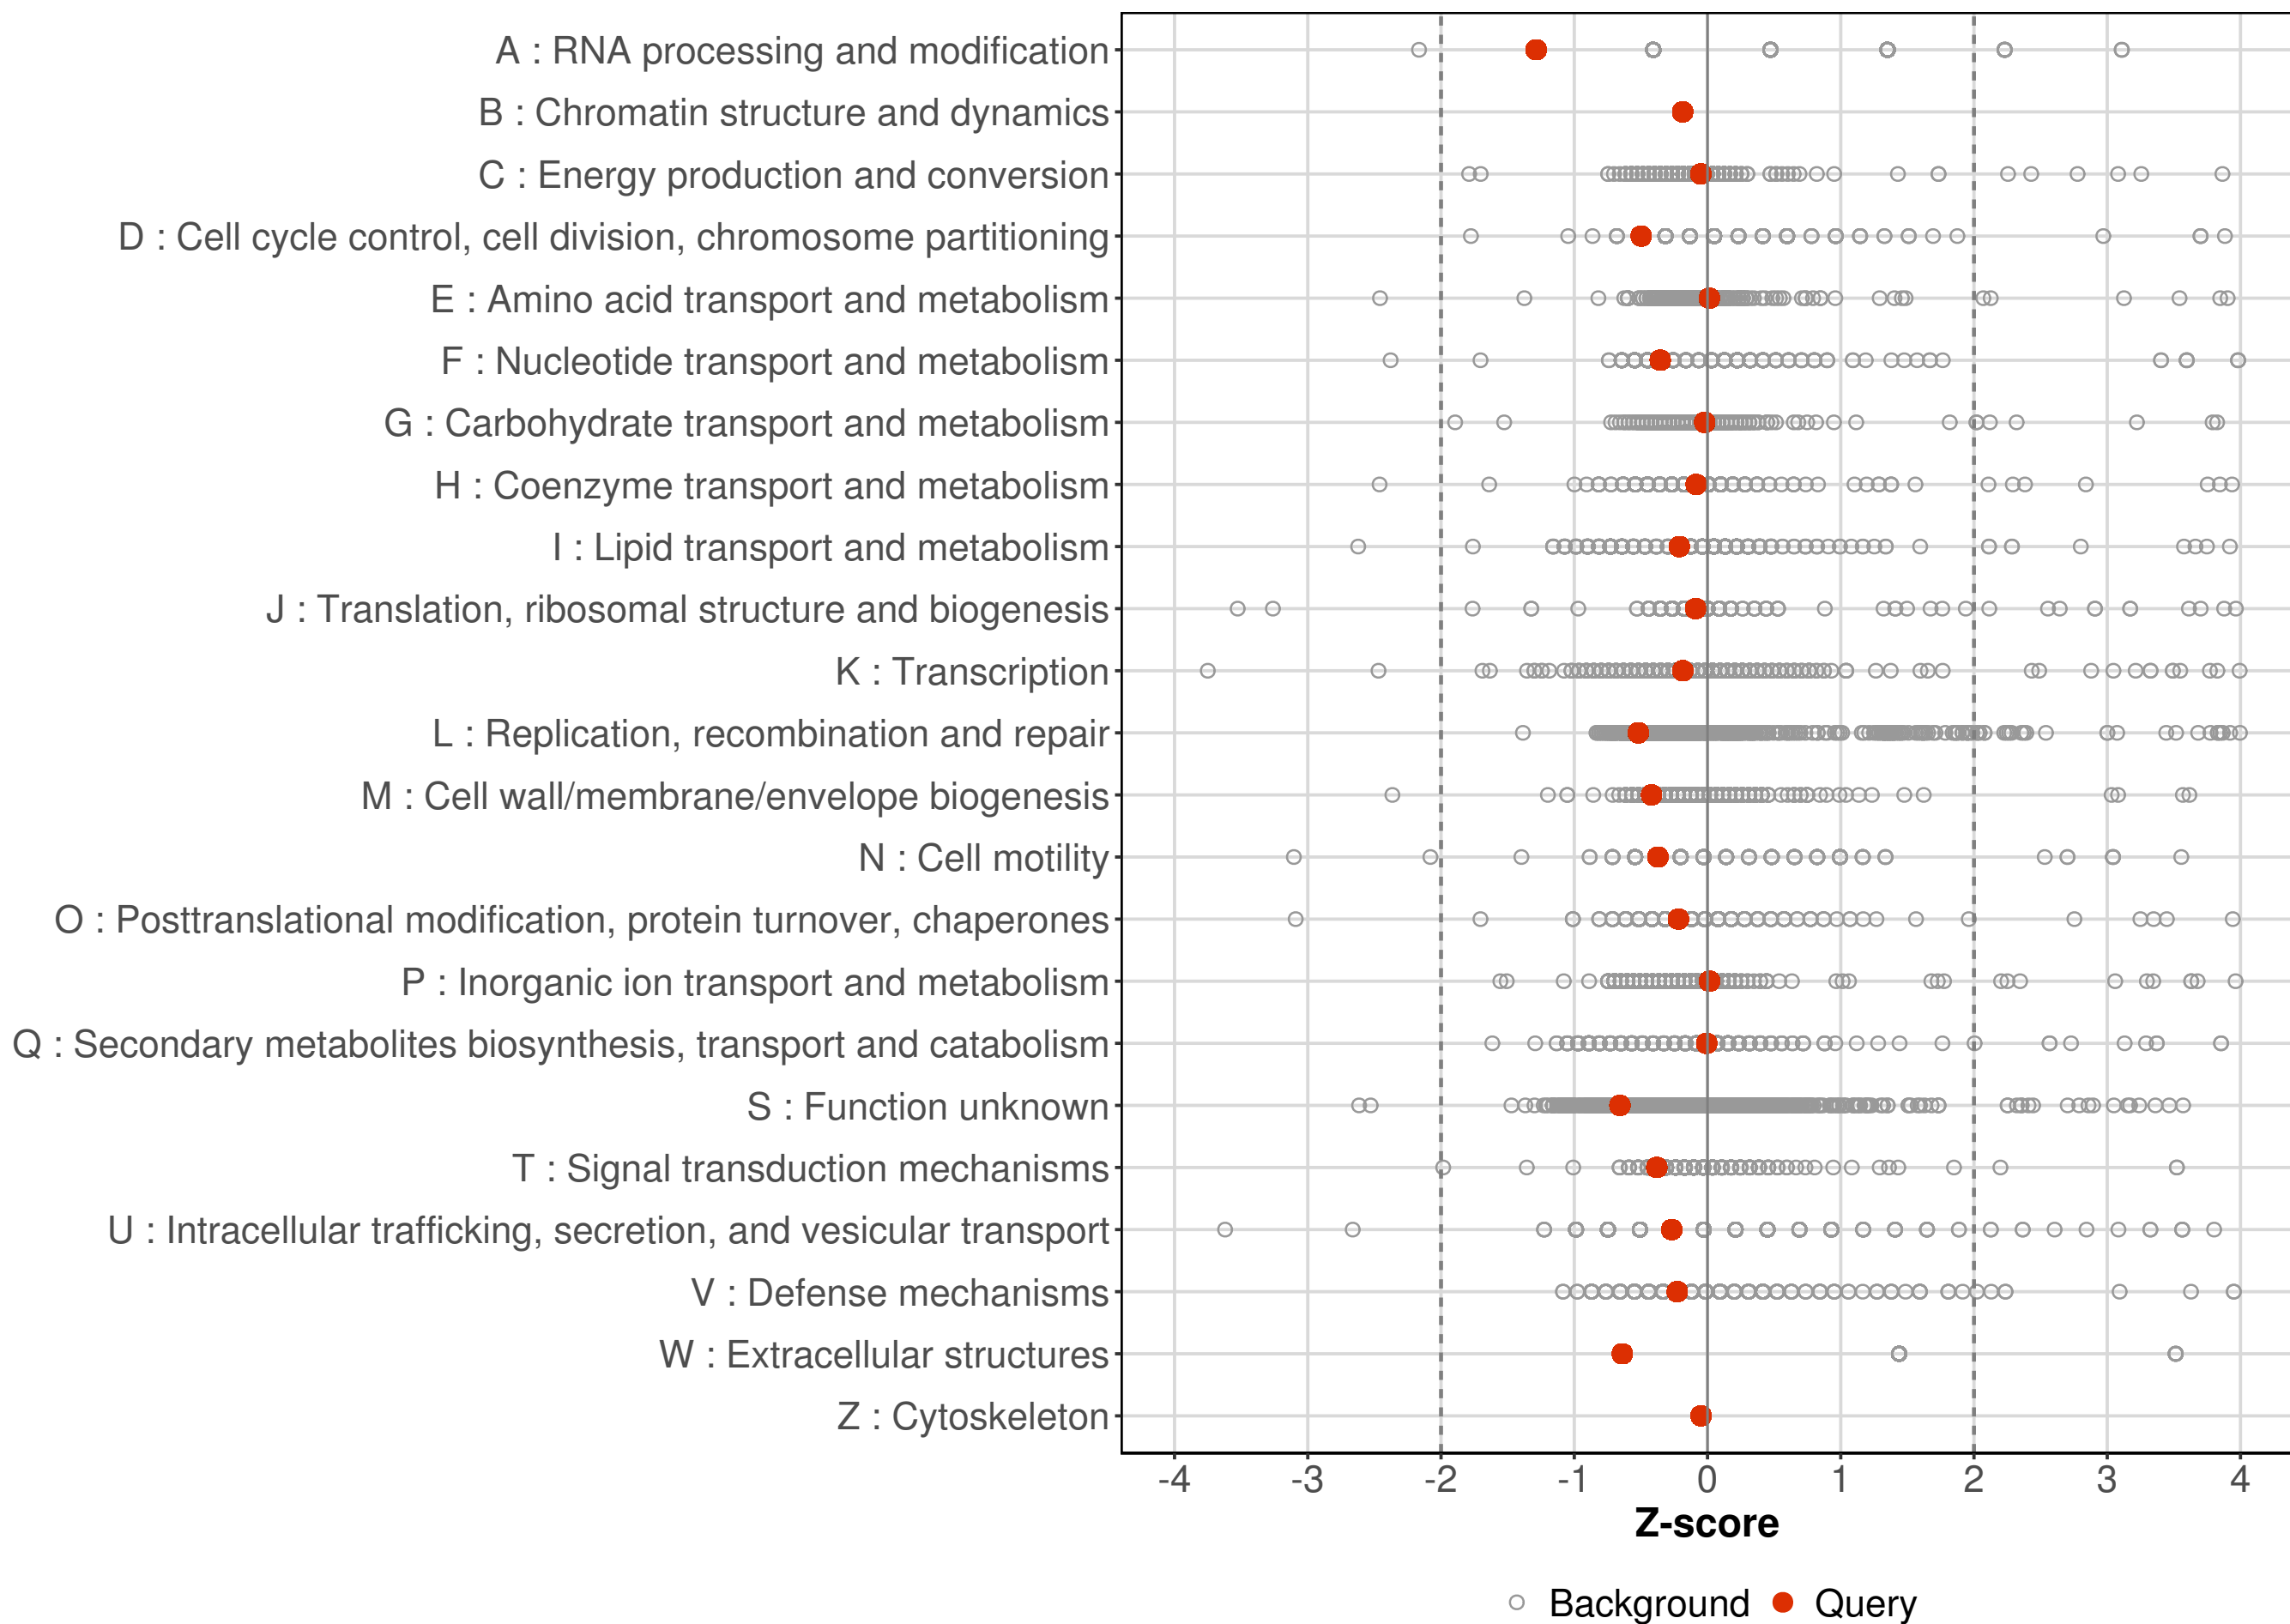 A : RNA processing and modification
B : Chromatin structure and dynamics
C : Energy production and conversion
D : Cell cycle control, cell division, chromosome partitioning
E : Amino acid transport and metabolism
F : Nucleotide transport and metabolism
G : Carbohydrate transport and metabolism
H : Coenzyme transport and metabolism
I : Lipid transport and metabolism
J : Translation, ribosomal structure and biogenesis
K : Transcription
L : Replication, recombination and repair
M : Cell wall/membrane/envelope biogenesis
N : Cell motility
O : Posttranslational modification, protein turnover, chaperones
P : Inorganic ion transport and metabolism
Q : Secondary metabolites biosynthesis, transport and catabolism
S : Function unknown
T : Signal transduction mechanisms
U : Intracellular trafficking, secretion, and vesicular transport
V : Defense mechanisms
W : Extracellular structures
Z : Cytoskeleton
-4 -3 -2 -1 0 1 2 3 4
Z-score
Background Query